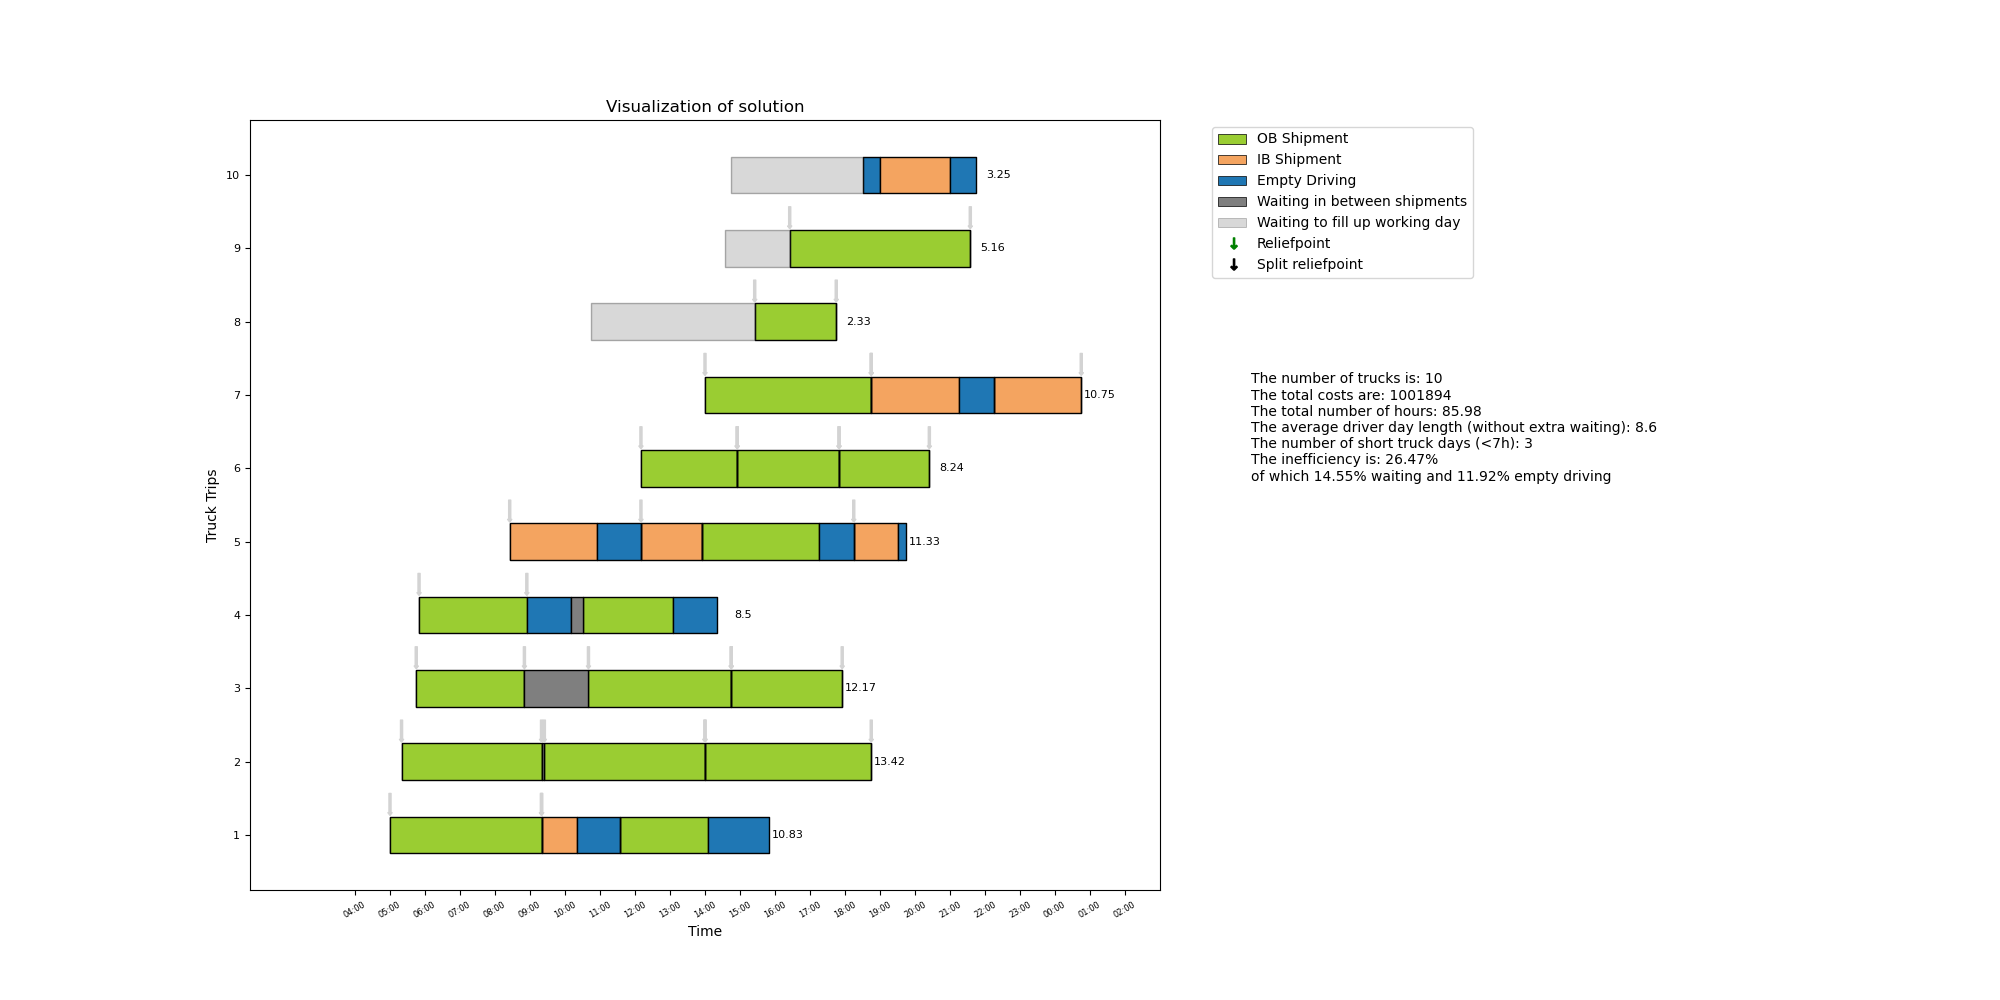 Visualization of solution
10
3.25
9
5.16
8
2.33
7
10.75
6
8.24
5
11.33
4
8.5
3
12.17
2
13.42
1
10.83
Truck Trips
04:00 05:00 06:00 07:00 08:00 09:00 10:00 11:00 12:00 13:00 14:00 15:00 16:00 17:00 18:00 19:00 20:00 21:00 22:00 23:00 00:00 01:00 02:00
Time
OB Shipment
IB Shipment
Empty Driving
Waiting in between shipments
Waiting to fill up working day
Reliefpoint
Split reliefpoint
The number of trucks is: 10
The total costs are: 1001894
The total number of hours: 85.98
The average driver day length (without extra waiting): 8.6
The number of short truck days (<7h): 3
The inefficiency is: 26.47%
of which 14.55% waiting and 11.92% empty driving